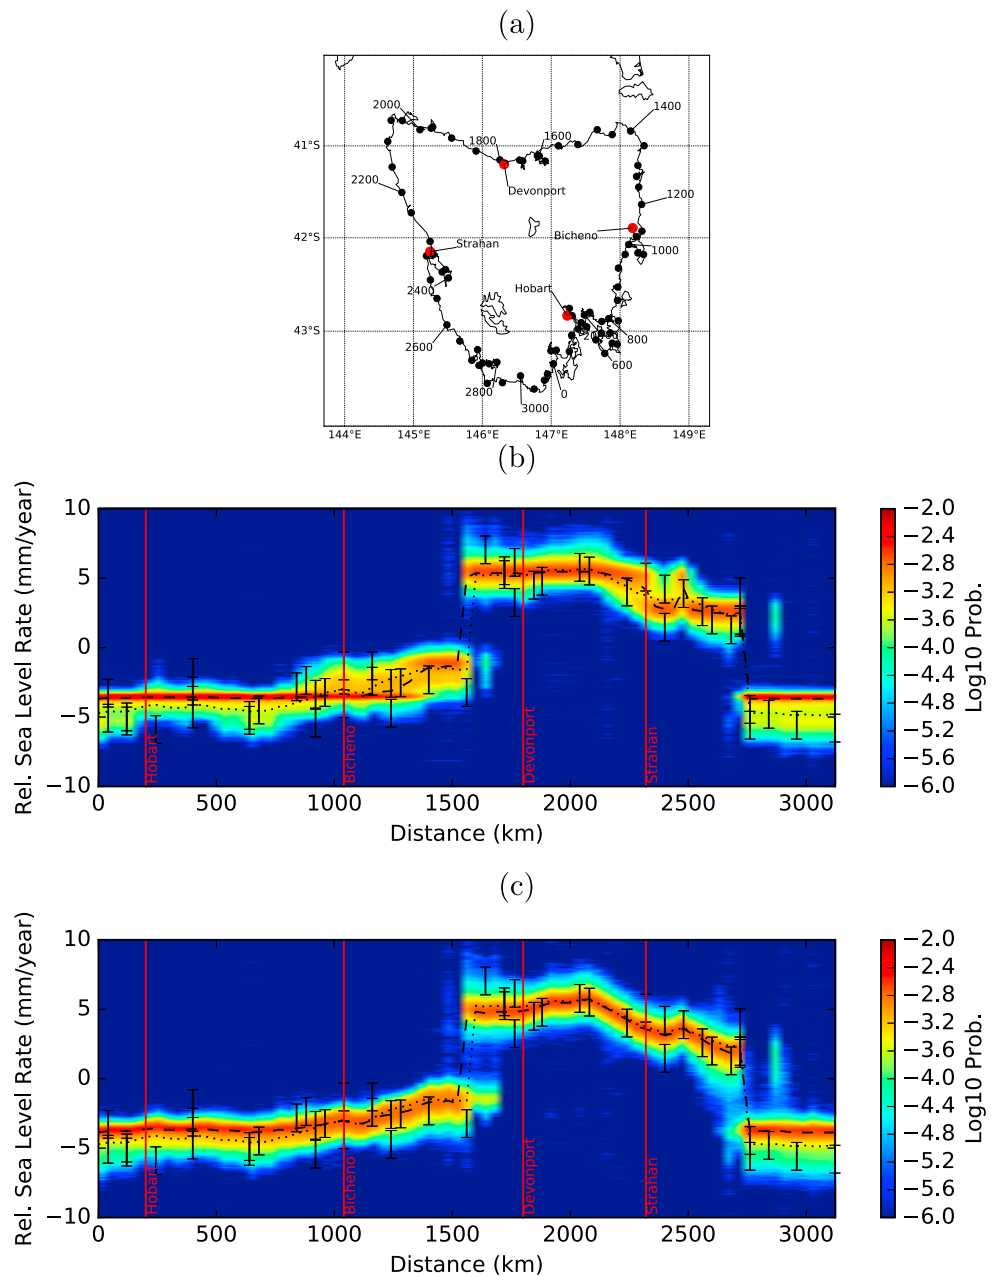 (a)
2000
1800
1600
1400
41°S
Devonport
2200
1200
Bicheno
42°S
Strahan
1000
2400
Hobart
43°S
2600
800
600
2800
0
3000
144°E 145°E 146°E 147°E 148°E 149°E
(b)
Rel. Sea Level Rate (mm/year)
10
5
0
−5
−10
Hobart
Bicheno
Devonport
Strahan
0 500 1000 1500 2000 2500 3000
Distance (km)
−2.0
−2.4
−2.8
−3.2
−3.6
−4.0
−4.4
−4.8
−5.2
−5.6
−6.0
Log10 Prob.
(c)
Rel. Sea Level Rate (mm/year)
10
5
0
−5
−10
Hobart
Bicheno
Devonport
Strahan
0 500 1000 1500 2000 2500 3000
Distance (km)
−2.0
−2.4
−2.8
−3.2
−3.6
−4.0
−4.4
−4.8
−5.2
−5.6
−6.0
Log10 Prob.